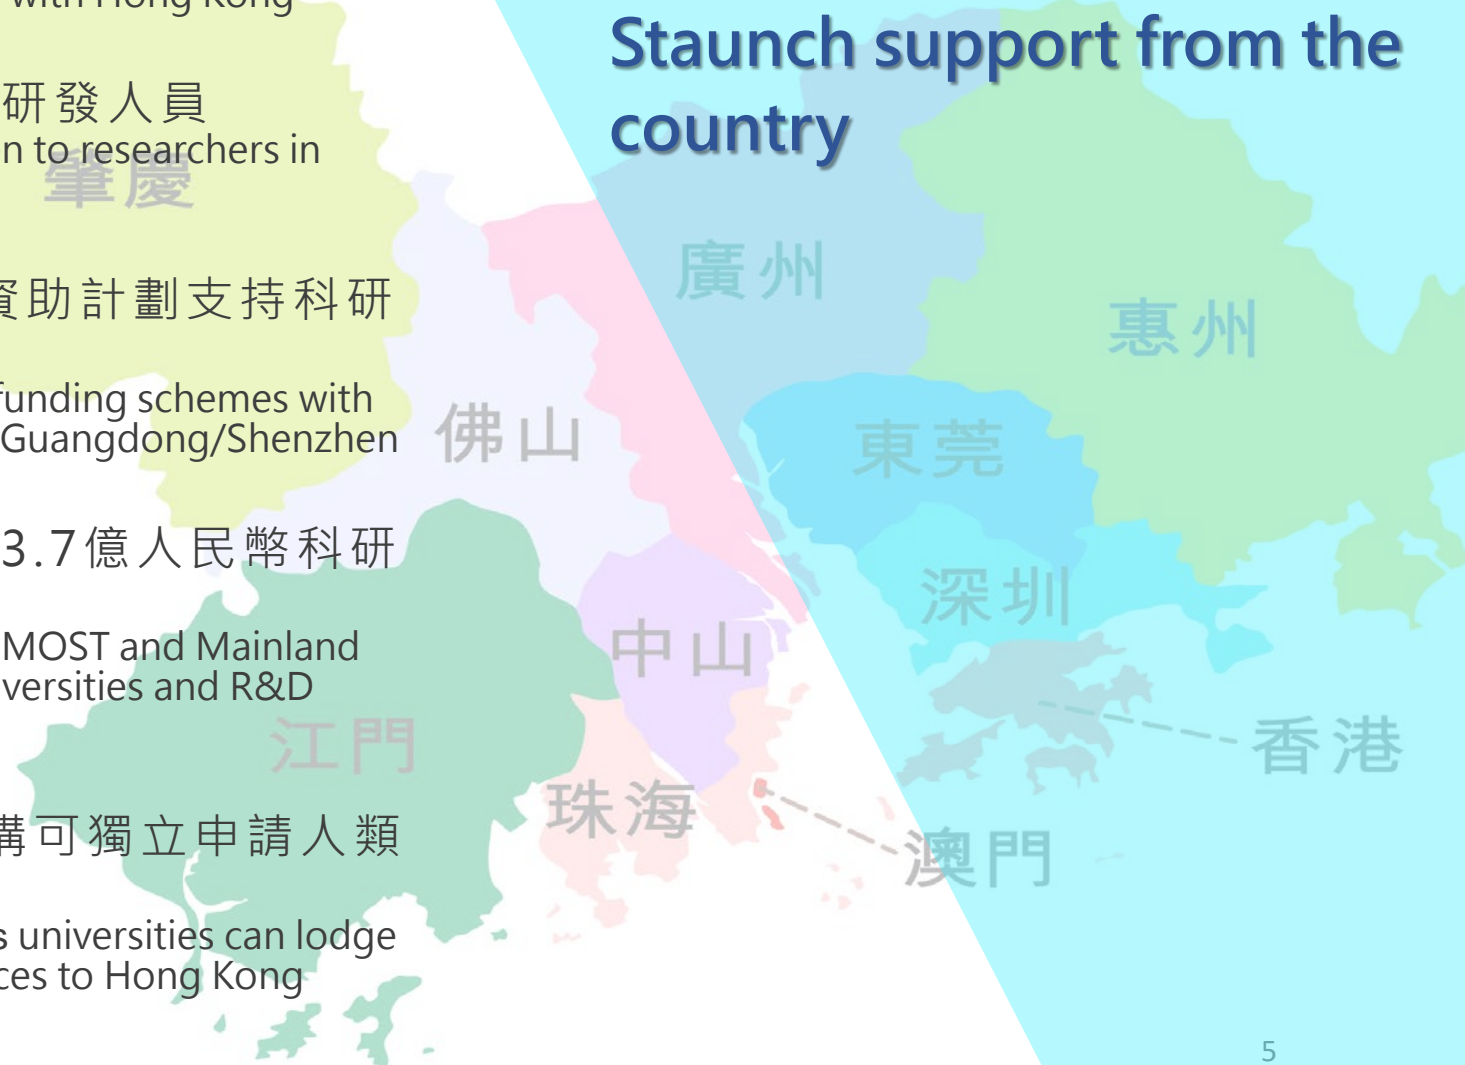 with Hong Kong
研發人員
n to researchers in
資助計劃支持科研
funding schemes with
Guangdong/Shenzhen
3.7億人民幣科研
MOST and Mainland
versities and R&D
構可獨立申請人類
s universities can lodge
ces to Hong Kong
Staunch support from the
country
肇慶
廣州
惠州
佛山
東莞
深圳
中山
江門
珠海
香港
澳門
5